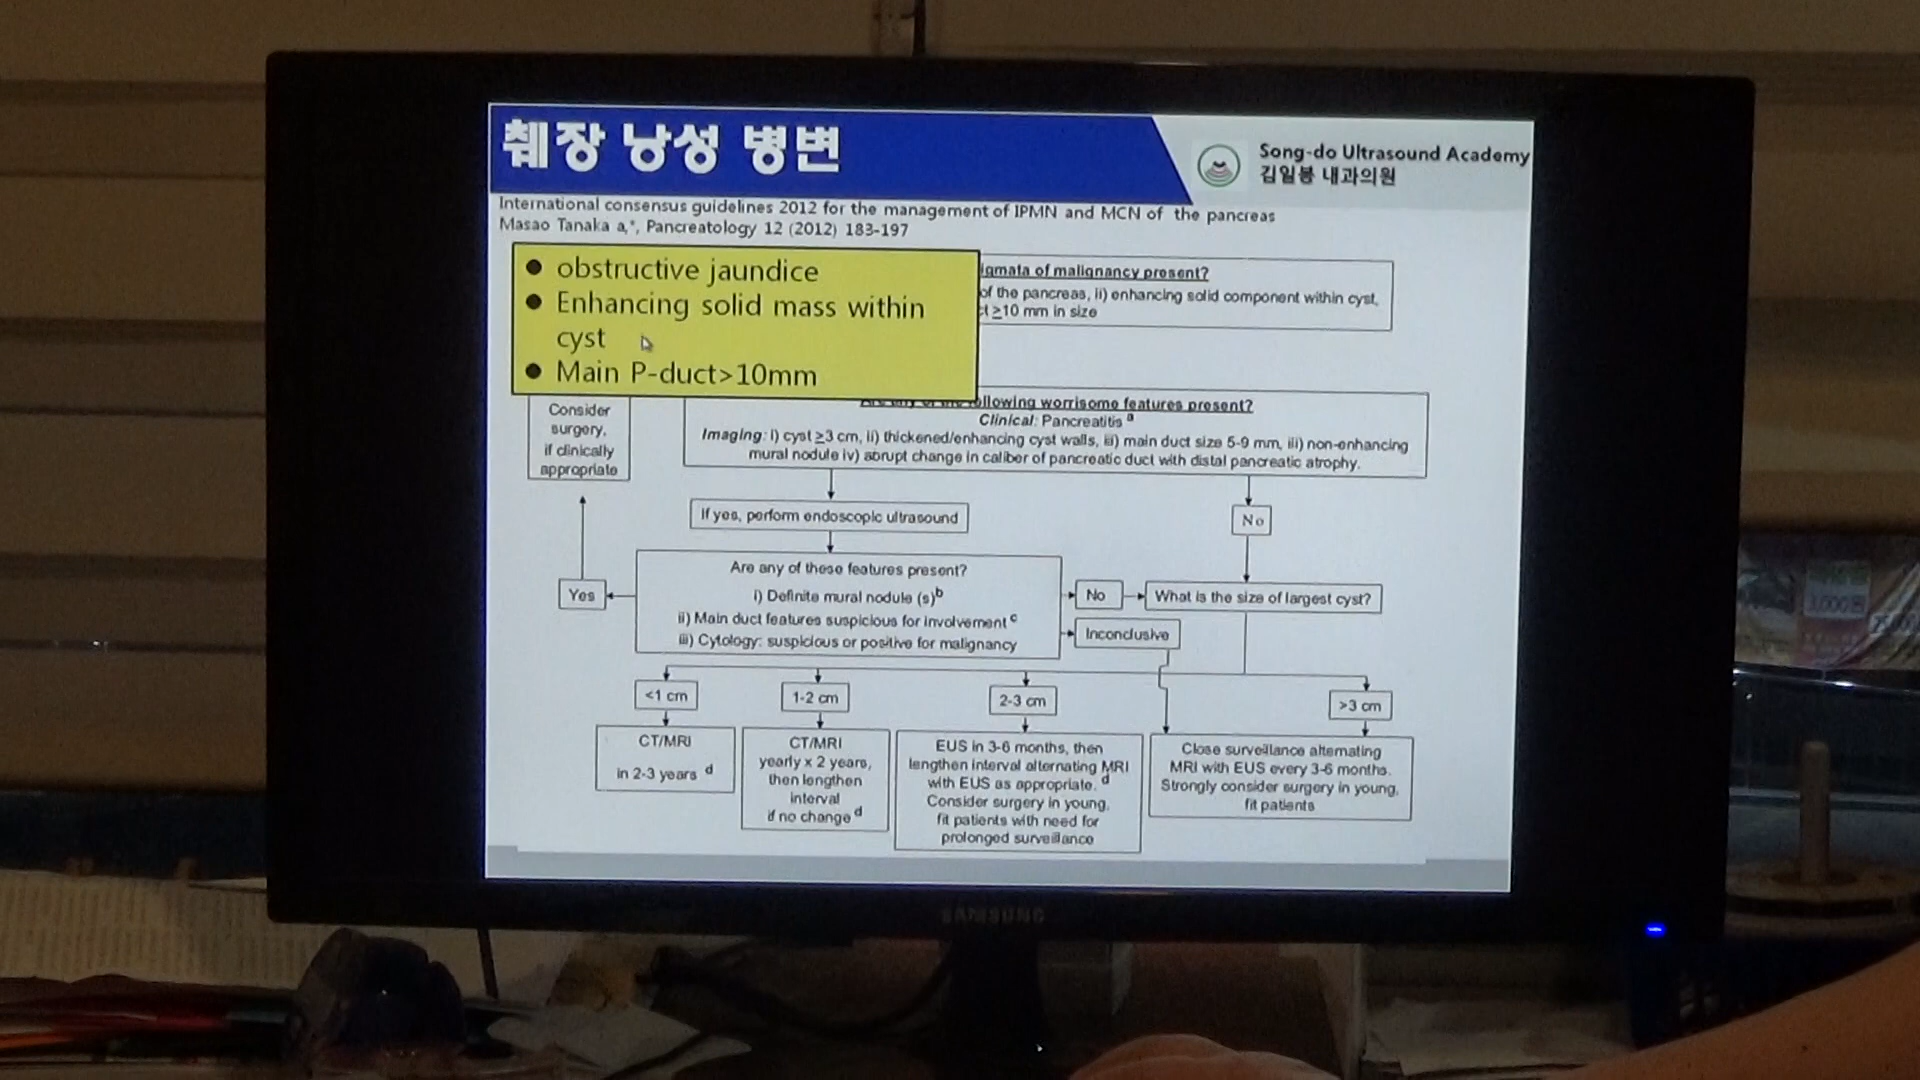 췌장 낭성 병변
Song-do Ultrasound Academy
김일봉 내과의원
International consensus guidelines 2012 for the management of IPMN and MCN of the pancreas
Masao Tanaka a,*, Pancreatology 12 (2012) 183-197
● obstructive jaundice
● Enhancing solid mass within
cyst
● Main P-duct>10mm
igmata of malignancy present?
of the pancreas, ii) enhancing solid component within cyst,
≥10 mm in size
Consider
surgery,
if clinically
appropriate
llowing worrisome features present?
Clinical: Pancreatitis a
Imaging: i) cyst ≥3 cm, ii) thickened/enhancing cyst walls, iii) main duct size 5-9 mm, iii) non-enhancing
mural nodule iv) abrupt change in caliber of pancreatic duct with distal pancreatic atrophy.
If yes, perform endoscopic ultrasound
No
Are any of these features present?
i) Definite mural nodule (s)b
ii) Main duct features suspicious for involvement c
iii) Cytology: suspicious or positive for malignancy
Yes
No
What is the size of largest cyst?
Inconclusive
<1 cm
1-2 cm
2-3 cm
>3 cm
CT/MRI
in 2-3 years d
CT/MRI
yearly x 2 years,
then lengthen
interval
if no change d
EUS in 3-6 months, then
lengthen interval alternating MRI
with EUS as appropriate. d
Consider surgery in young,
fit patients with need for
prolonged surveillance
Close surveillance alternating
MRI with EUS every 3-6 months.
Strongly consider surgery in young,
fit patients
SAMSUNG